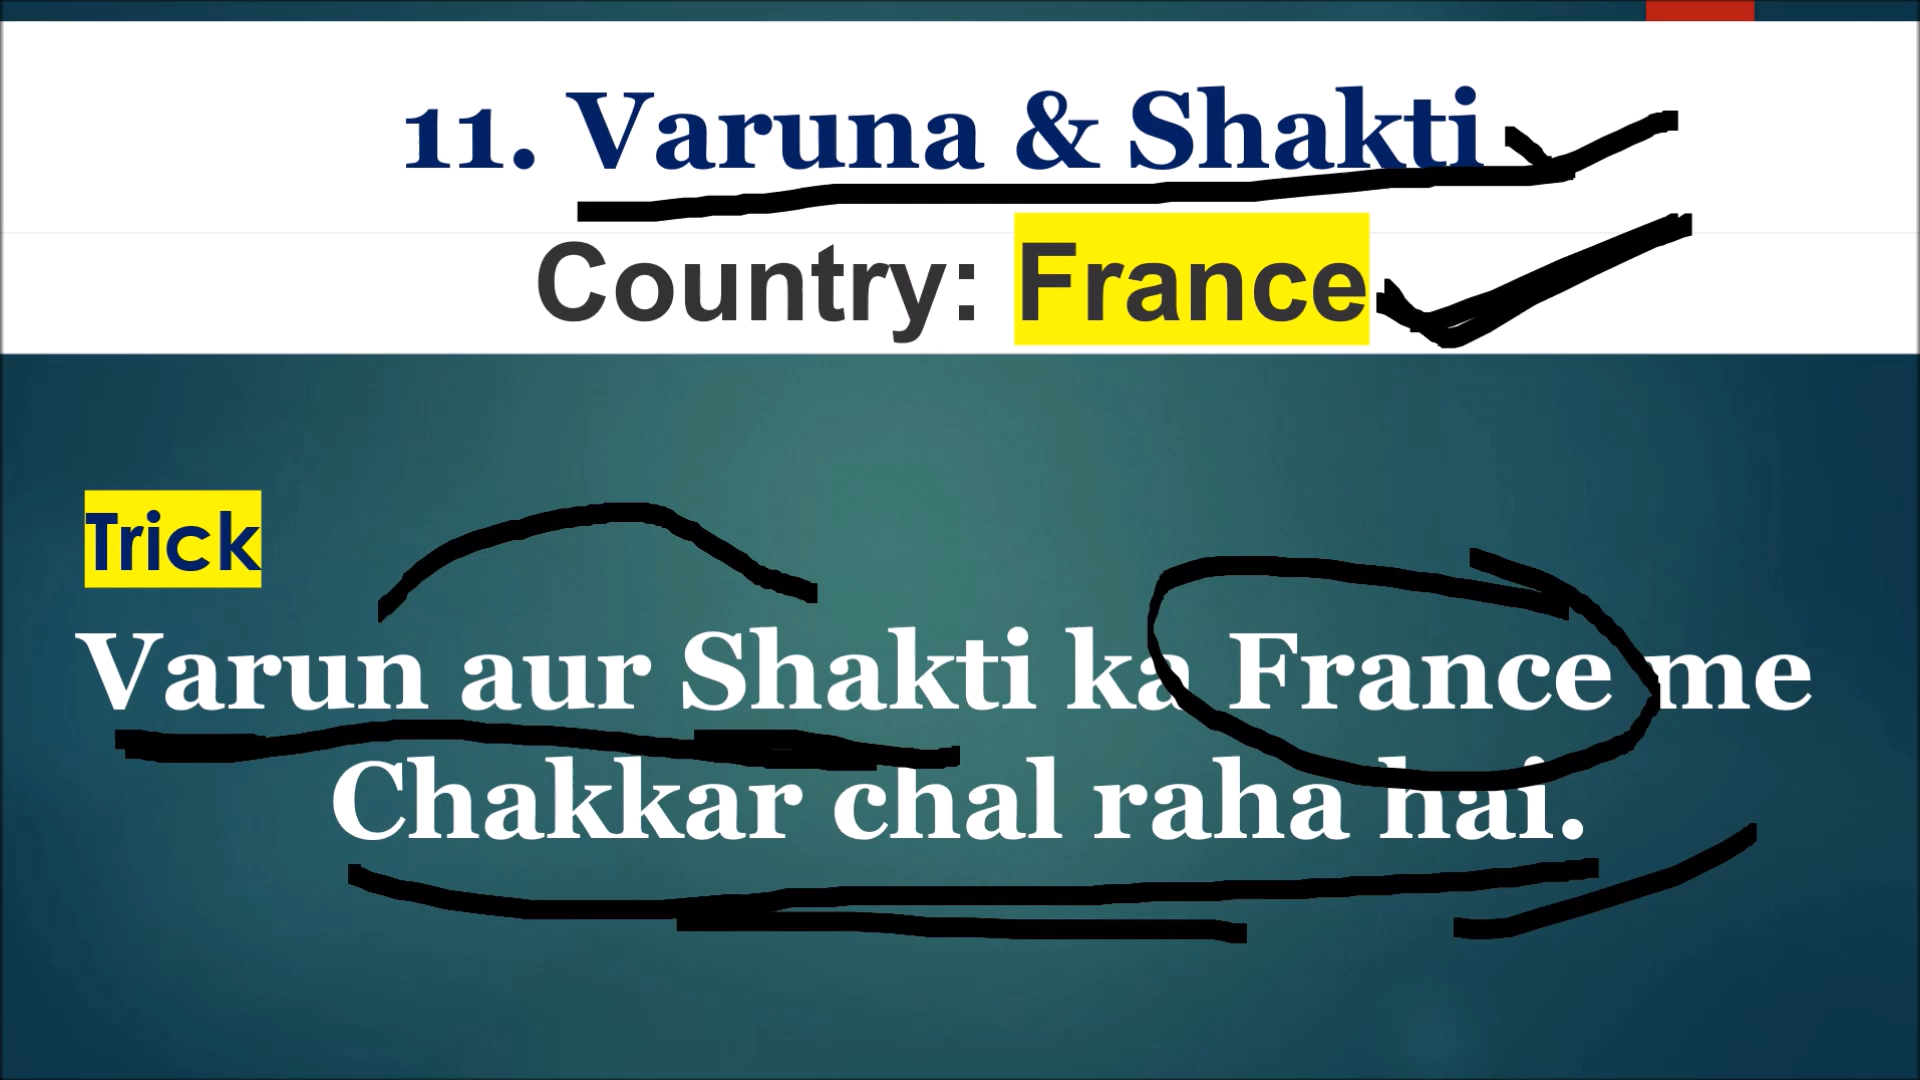 11. Varuna & Shakti
Country: France
Trick
Varun aur Shakti ka France me
Chakkar chal raha hai.